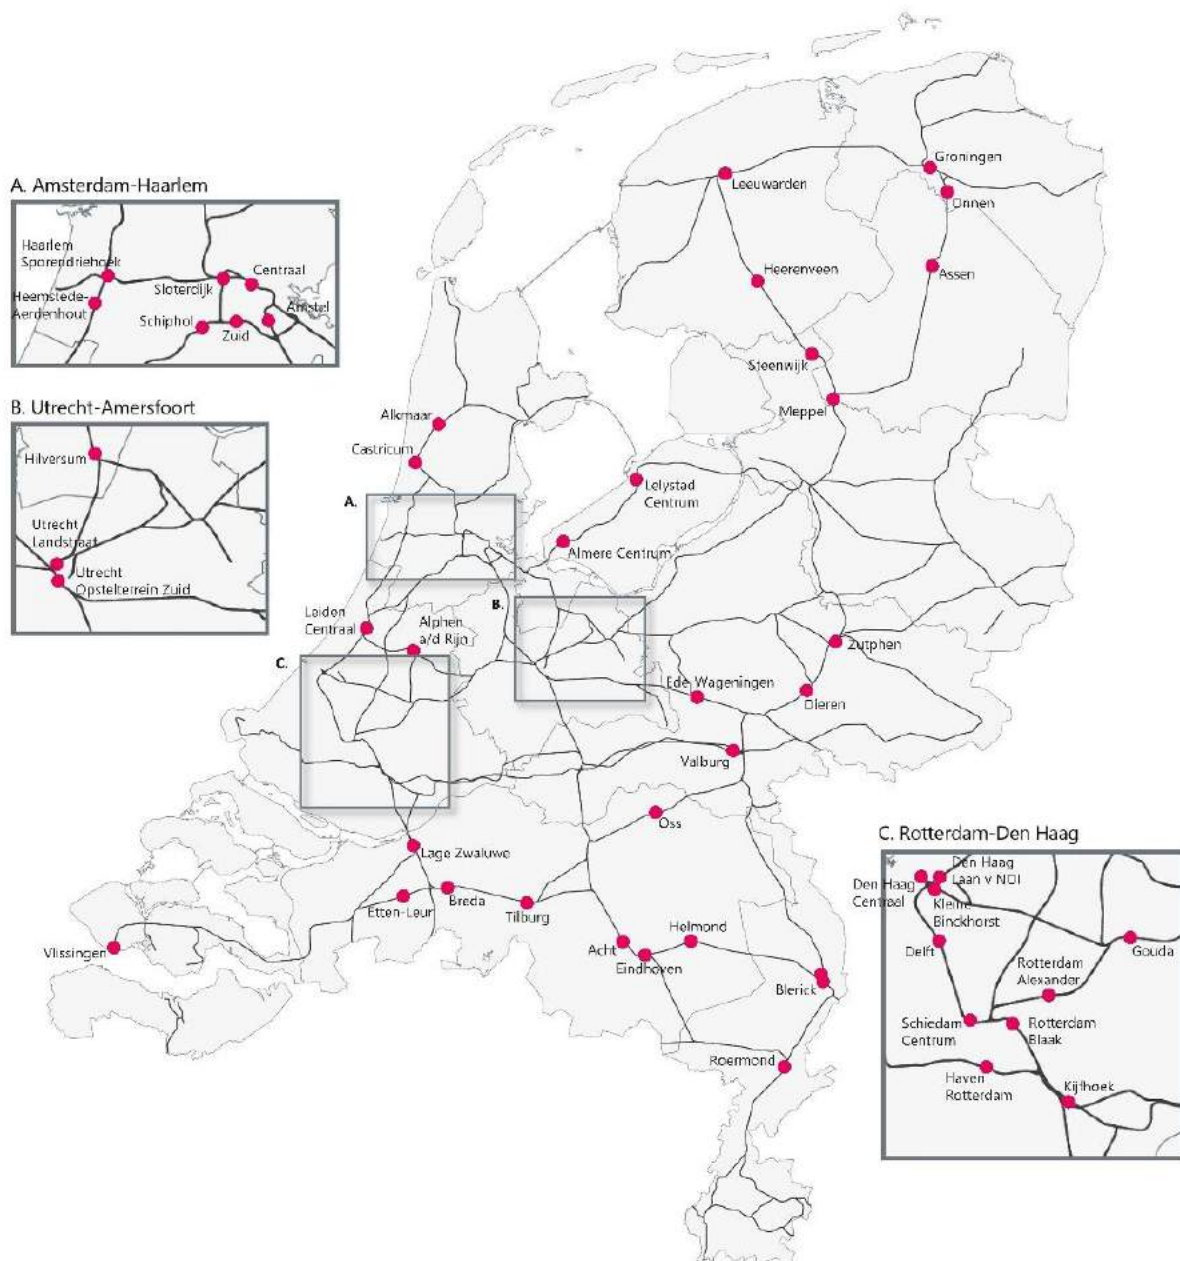 A. Amsterdam-Haarlem
Haarlem
Sporendriehoek
Centraal
Sloterdijk
Heemstede-
Aerdenhout
Amstel
Schiphol
Zuid
B. Utrecht-Amersfoort
Hilversum
Utrecht
Landstraat
Utrecht
Opstelterrein Zuid
Groningen
Leeuwarden
Onnen
Assen
Heerenveen
Steenwijk
Meppel
Alkmaar
Castricum
Lelystad
Centrum
A.
Almere Centrum
B.
Leiden
Centraal
Alphen
a/d Rijn
C.
Zutphen
Ede-Wageningen
Dieren
Valburg
Oss
Lage Zwaluwe
Etten-Leur
Breda
Tilburg
Vlissingen
Helmond
Acht
Eindhoven
Blerick
Roermond
C. Rotterdam-Den Haag
Den Haag
Laan v NOI
Den Haag
Centraal
Kleine
Binckhorst
Delft
Gouda
Rotterdam
Alexander
Schiedam
Centrum
Rotterdam
Blaak
Haven
Rotterdam
Kijfhoek